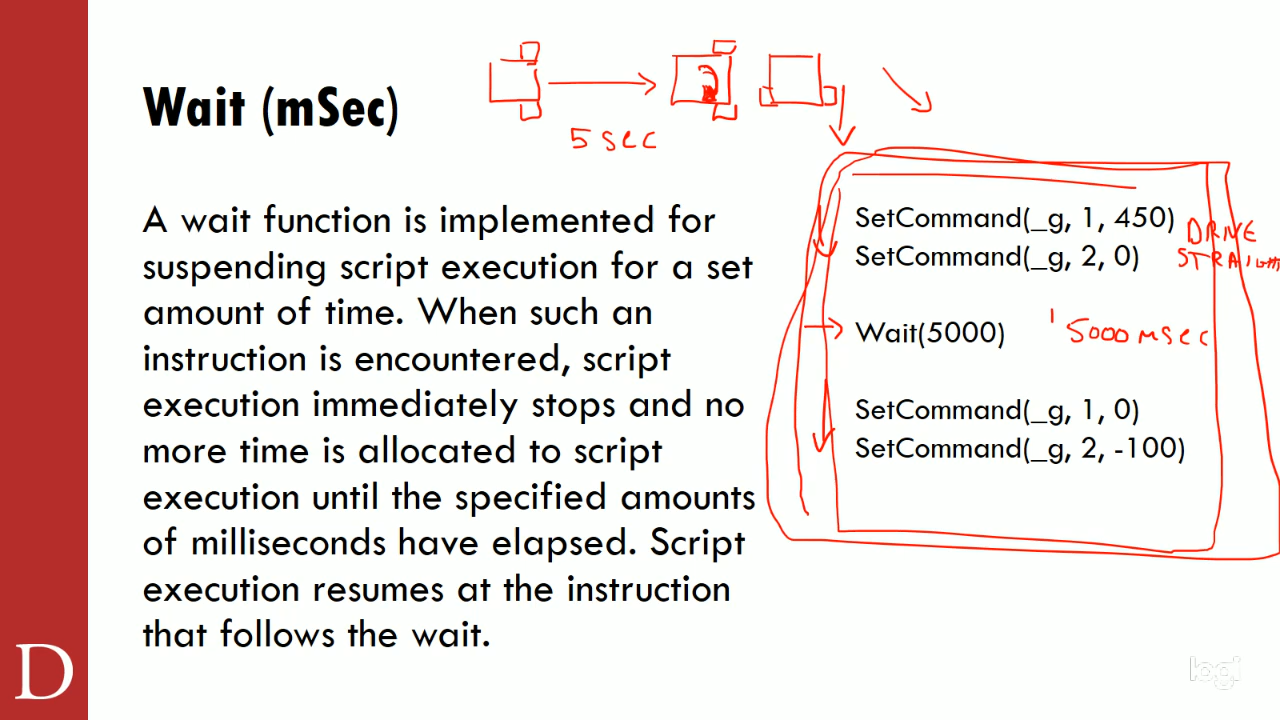 Wait (mSec)
5 sec
A wait function is implemented for
suspending script execution for a set
amount of time. When such an
instruction is encountered, script
execution immediately stops and no
more time is allocated to script
execution until the specified amounts
of milliseconds have elapsed. Script
execution resumes at the instruction
that follows the wait.
SetCommand(_g, 1, 450)
SetCommand(_g, 2, 0)
DRIVE
STRAIGHT
Wait(5000)
' 5000 msec
SetCommand(_g, 1, 0)
SetCommand(_g, 2, -100)
D
logi